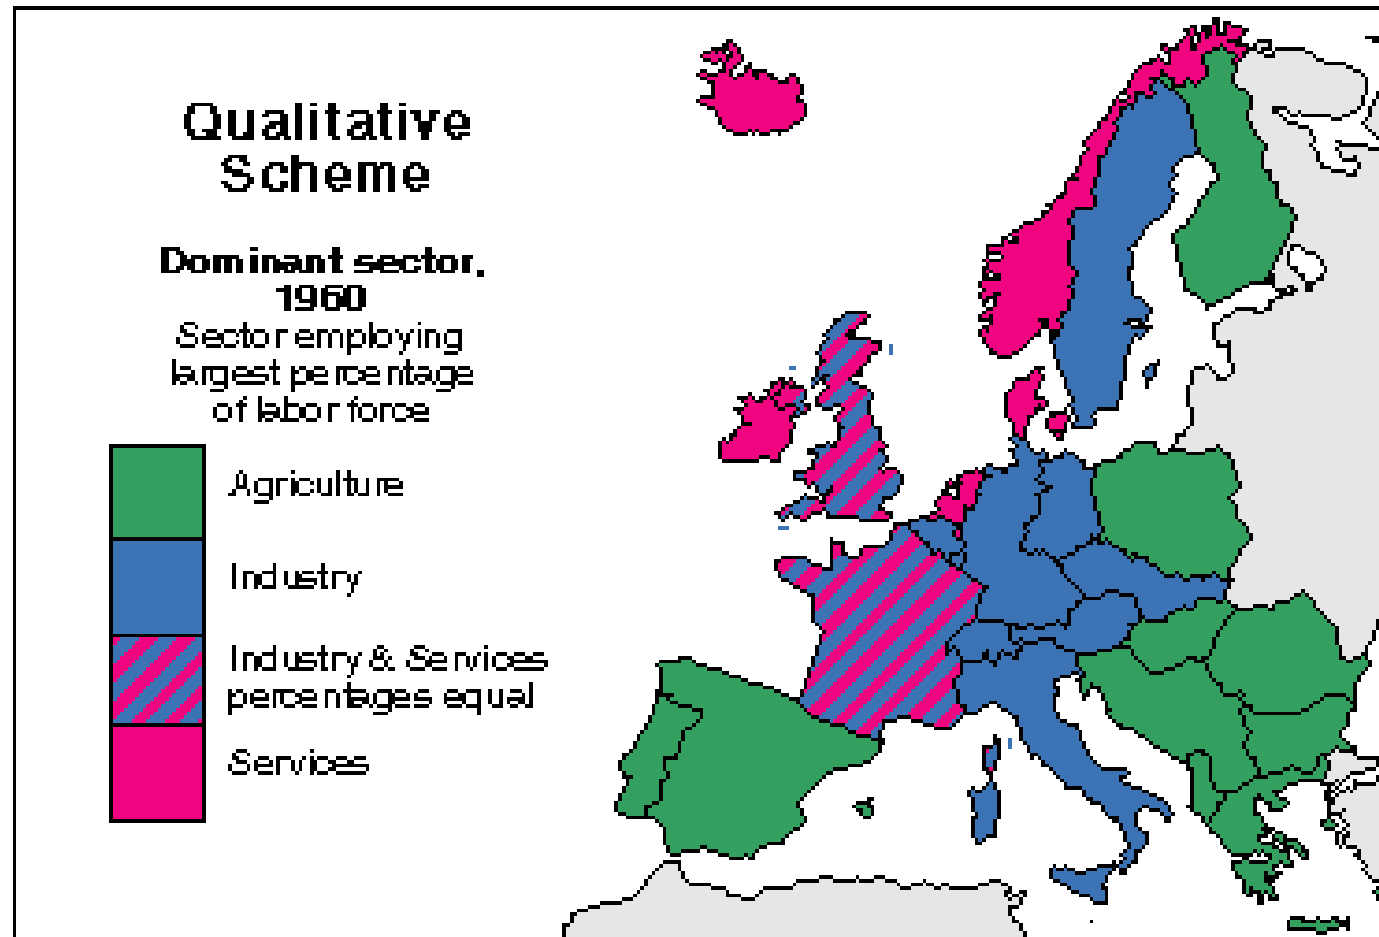 Qualitative
Scheme
Dominant sector,
1960
Sector employing
largest percentage
of labor force
Agriculture
Industry
Industry & Services
percentages equal
Services